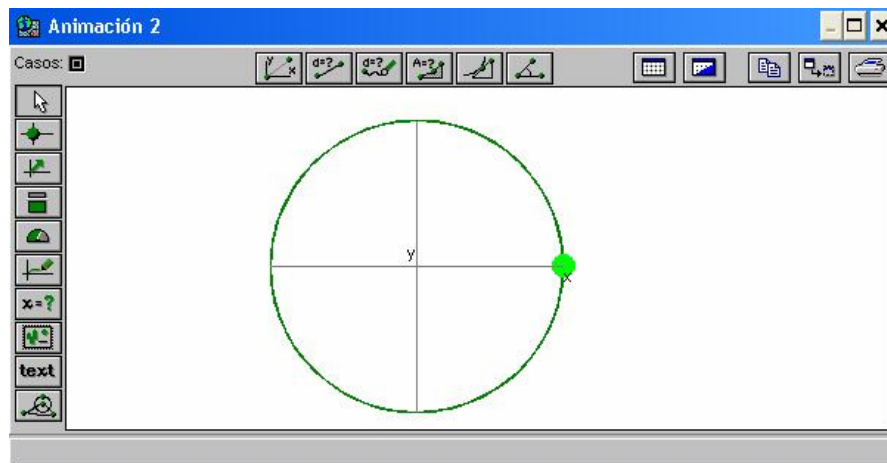 Animación 2
Casos:
y x d=? d=? A=?
x=?
text
y
x